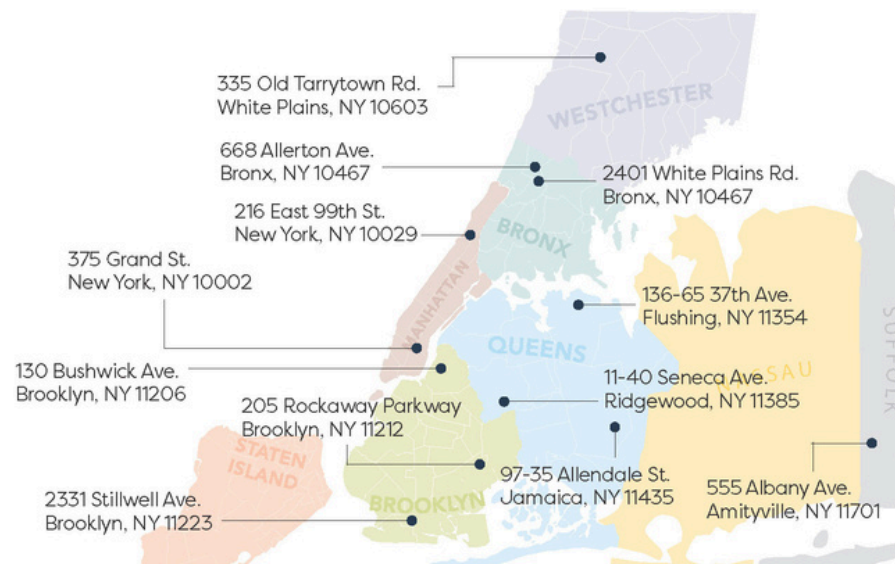 335 Old Tarrytown Rd.
White Plains, NY 10603
WESTCHESTER
668 Allerton Ave.
Bronx, NY 10467
2401 White Plains Rd.
Bronx, NY 10467
216 East 99th St.
New York, NY 10029
BRONX
375 Grand St.
New York, NY 10002
MANHATTAN
136-65 37th Ave.
Flushing, NY 11354
SUFFOLK
QUEENS
130 Bushwick Ave.
Brooklyn, NY 11206
11-40 Seneca Ave.
Ridgewood, NY 11385
NASSAU
205 Rockaway Parkway
Brooklyn, NY 11212
STATEN
ISLAND
97-35 Allendale St.
Jamaica, NY 11435
555 Albany Ave.
Amityville, NY 11701
2331 Stillwell Ave.
Brooklyn, NY 11223
BROOKLYN